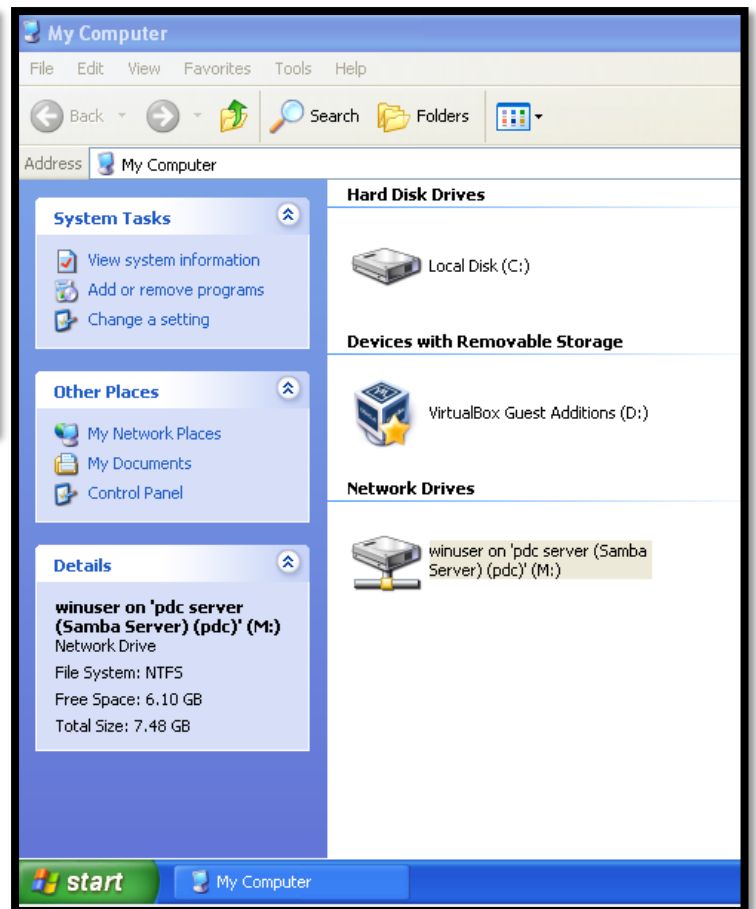 My Computer
File Edit View Favorites Tools Help
Back Search Folders
Address My Computer
System Tasks
View system information
Add or remove programs
Change a setting
Other Places
My Network Places
My Documents
Control Panel
Details
winuser on 'pdc server
(Samba Server) (pdc)' (M:)
Network Drive
File System: NTFS
Free Space: 6.10 GB
Total Size: 7.48 GB
Hard Disk Drives
Local Disk (C:)
Devices with Removable Storage
VirtualBox Guest Additions (D:)
Network Drives
winuser on 'pdc server (Samba
Server) (pdc)' (M:)
start My Computer